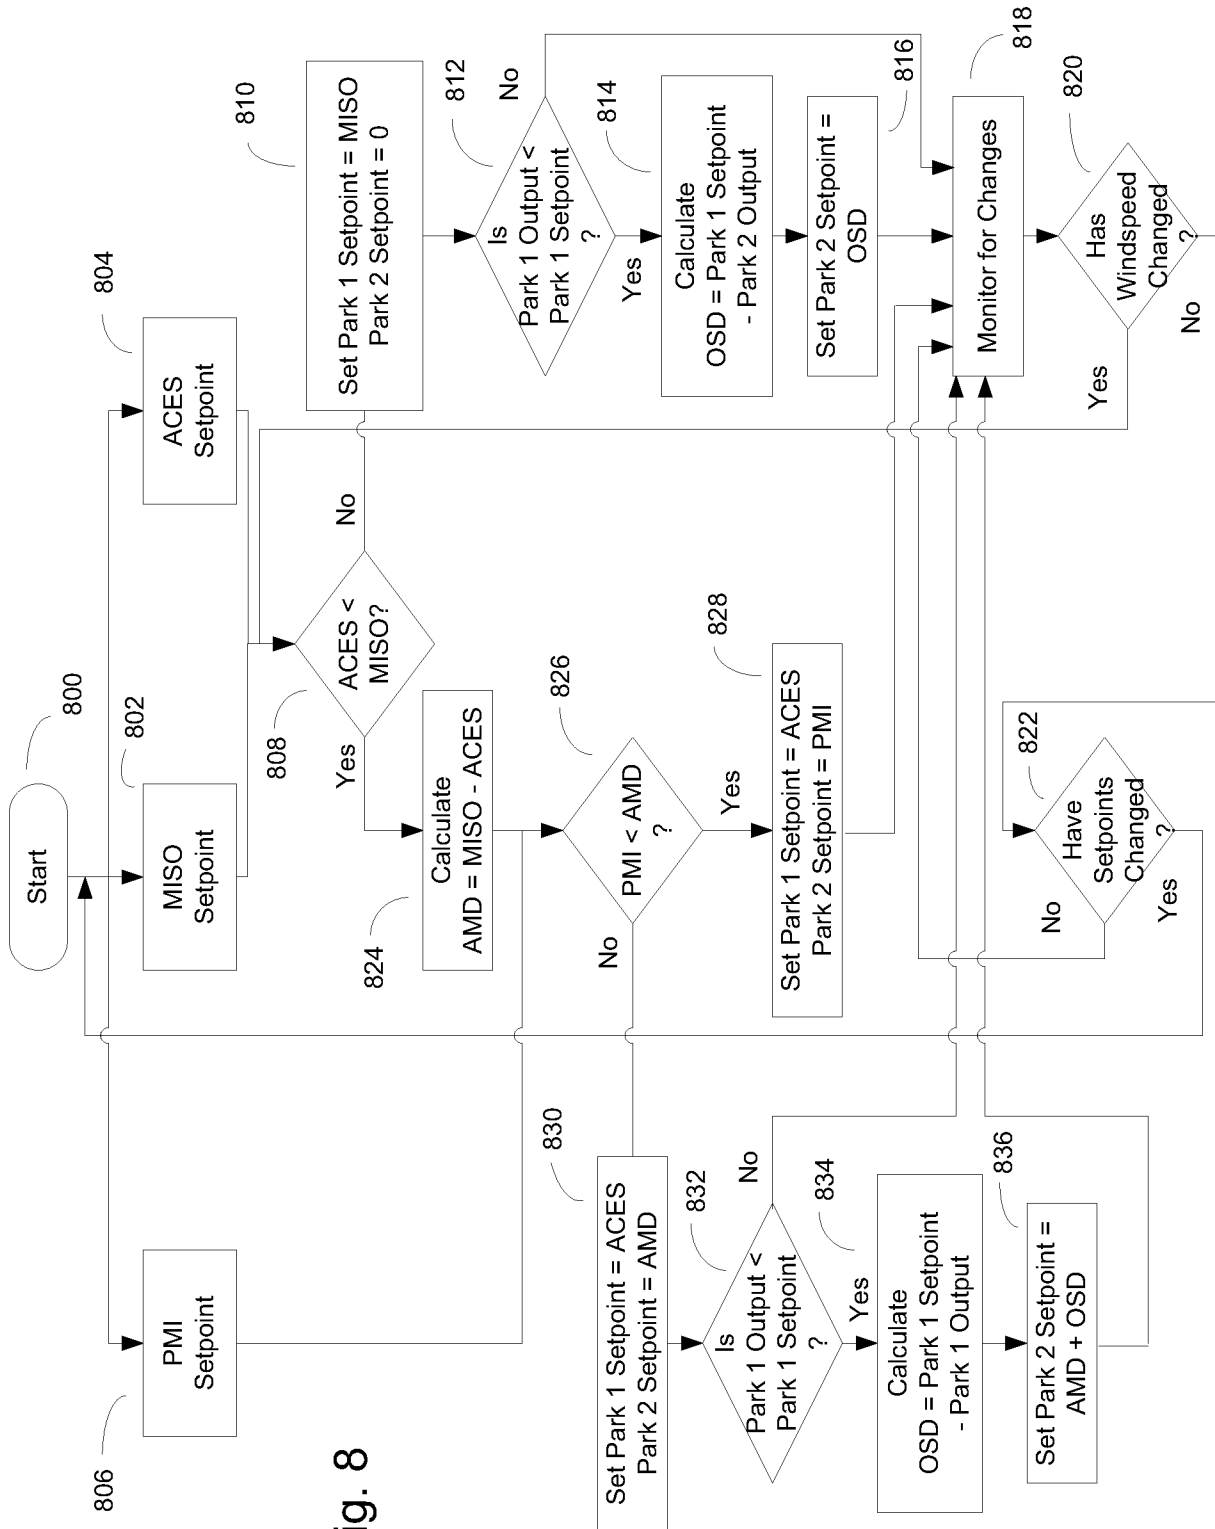 Start
800
PMI
Setpoint
806
MISO
Setpoint
802
ACES
Setpoint
804
ACES <
MISO?
808
Yes
No
Set Park 1 Setpoint = MISO
Park 2 Setpoint = 0
810
Is
Park 1 Output <
Park 1 Setpoint
?
812
No
Yes
Calculate
OSD = Park 1 Setpoint
- Park 2 Output
814
Set Park 2 Setpoint =
OSD
816
Monitor for Changes
818
Has
Windspeed
Changed
?
820
Yes
No
Calculate
AMD = MISO - ACES
824
PMI < AMD
?
826
No
Yes
Set Park 1 Setpoint = ACES
Park 2 Setpoint = PMI
828
Have
Setpoints
Changed
?
822
No
Yes
Set Park 1 Setpoint = ACES
Park 2 Setpoint = AMD
830
Is
Park 1 Output <
Park 1 Setpoint
?
832
No
Yes
Calculate
OSD = Park 1 Setpoint
- Park 1 Output
834
Set Park 2 Setpoint =
AMD + OSD
836
ig. 8